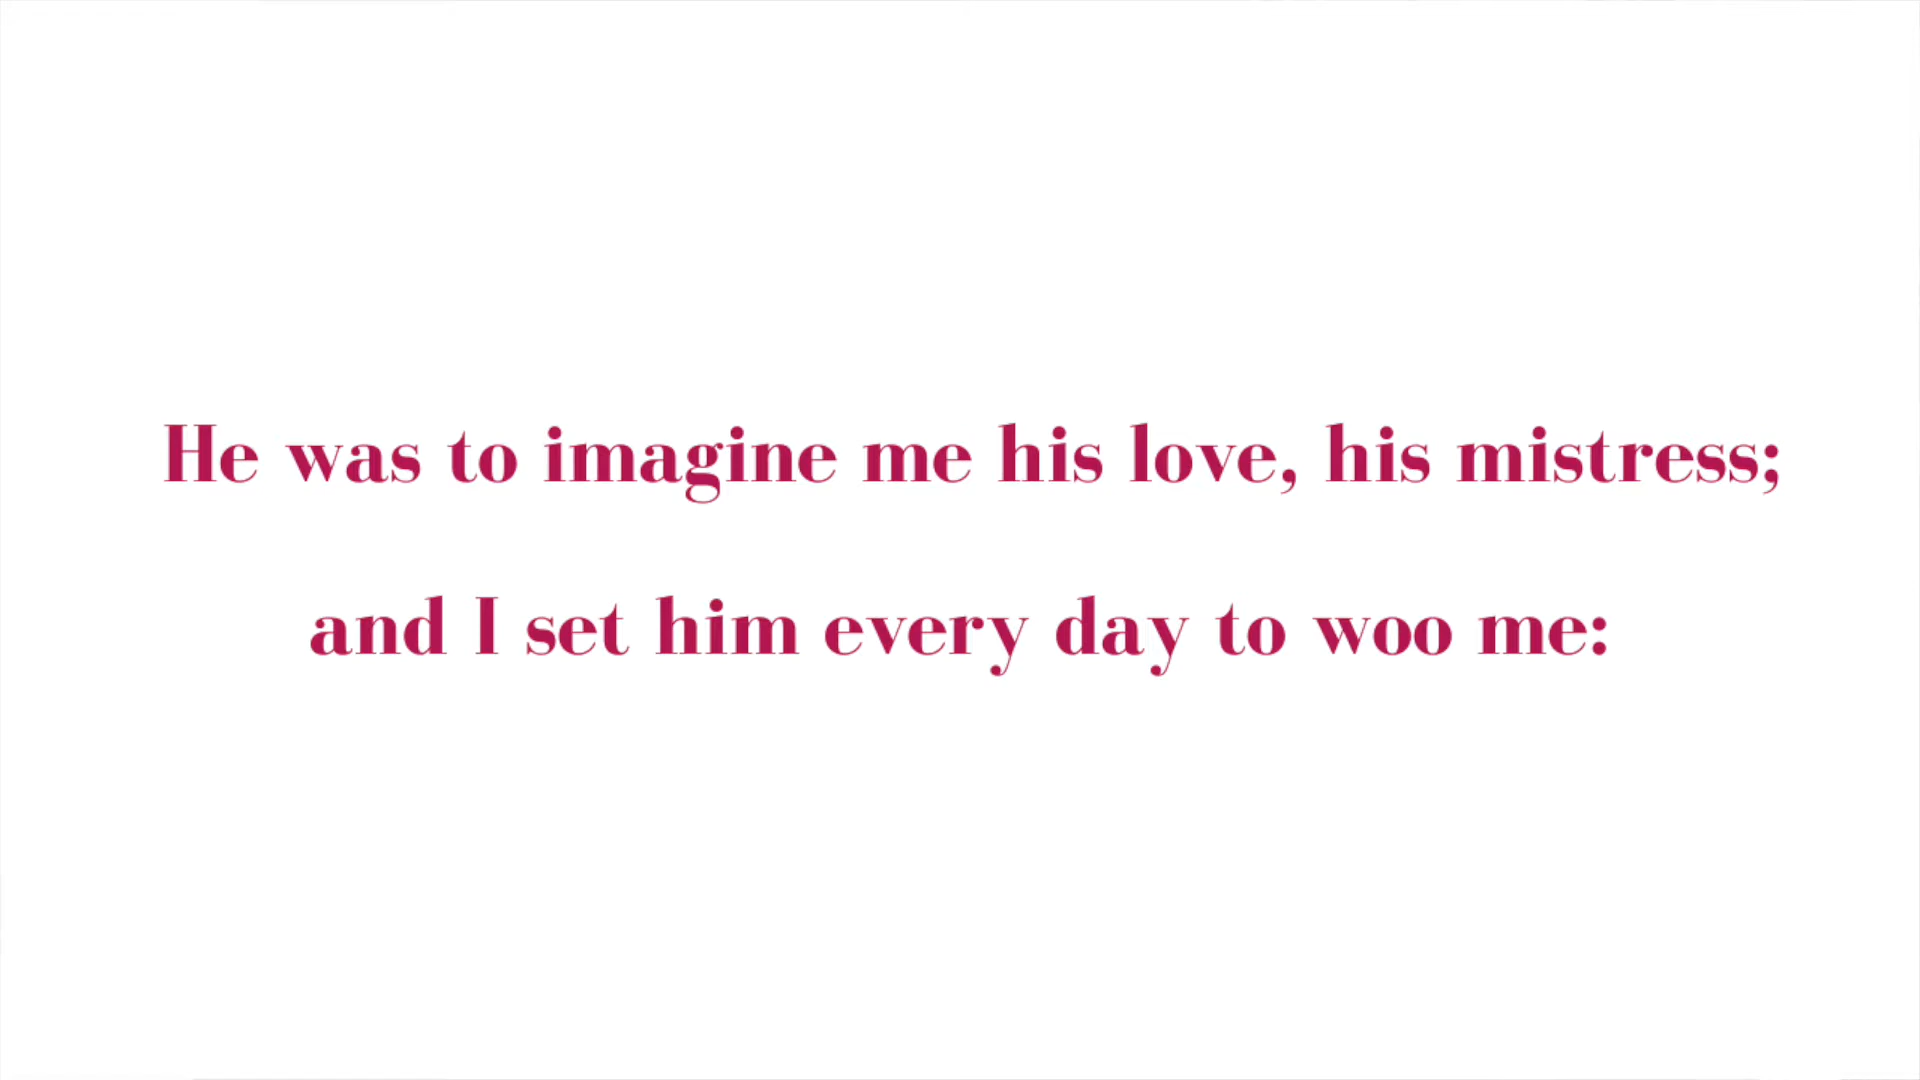 He was to imagine me his love, his mistress;
and I set him every day to woo me: